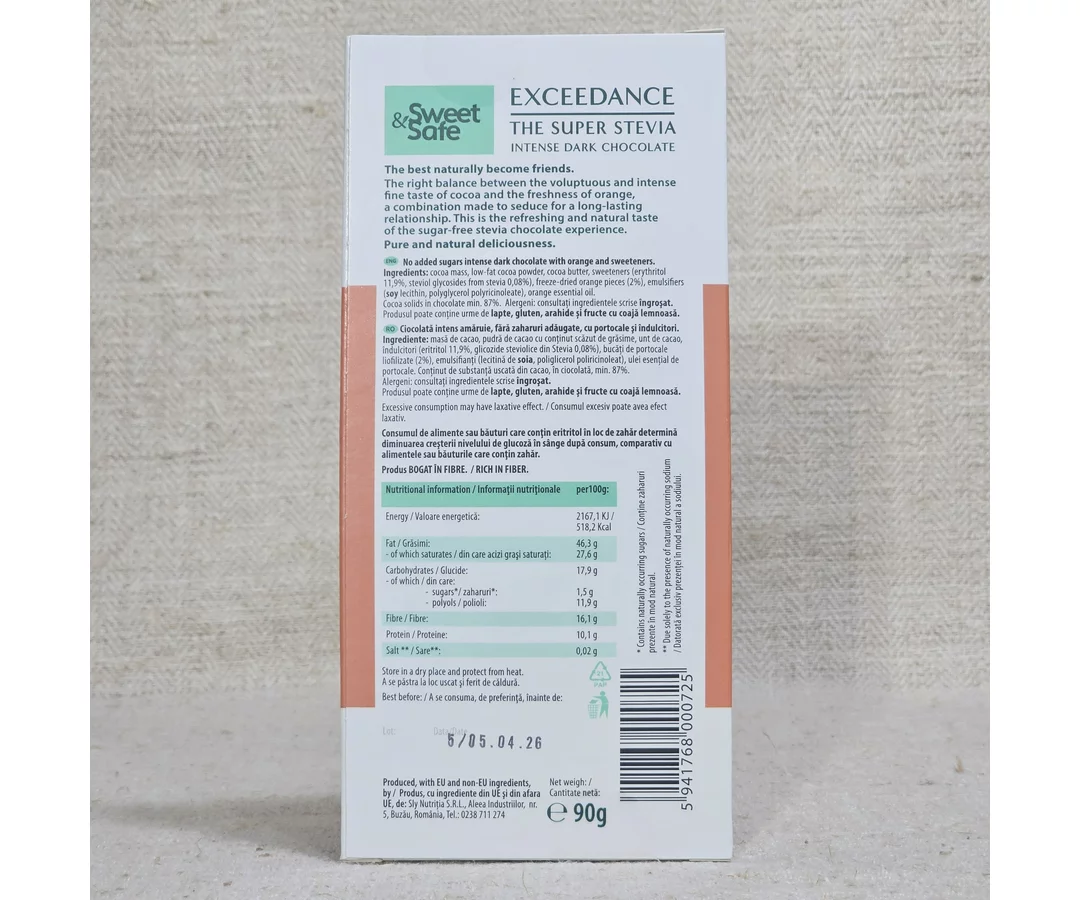 Sweet
&Safe
EXCEEDANCE
THE SUPER STEVIA
INTENSE DARK CHOCOLATE
The best naturally become friends.
The right balance between the voluptuous and intense
fine taste of cocoa and the freshness of orange,
a combination made to seduce for a long-lasting
relationship. This is the refreshing and natural taste
of the sugar-free stevia chocolate experience.
Pure and natural deliciousness.
ENG No added sugars intense dark chocolate with orange and sweeteners.
Ingredients: cocoa mass, low-fat cocoa powder, cocoa butter, sweeteners (erythritol
11,9%, steviol glycosides from stevia 0,08%), freeze-dried orange pieces (2%), emulsifiers
(soy lecithin, polyglycerol polyricinoleate), orange essential oil.
Cocoa solids in chocolate min. 87%. Alergeni: consultați ingredientele scrise îngroșat.
Produsul poate conține urme de lapte, gluten, arahide și fructe cu coajă lemnoasă.
RO Ciocolată intens amăruie, fără zaharuri adăugate, cu portocale și îndulcitori.
Ingrediente: masă de cacao, pudră de cacao cu conținut scăzut de grăsime, unt de cacao,
îndulcitori (eritritol 11,9%, glicozide steviolice din Stevia 0,08%), bucăți de portocale
liofilizate (2%), emulsifianți (lecitină de soia, poliglicerol poliricinoleat), ulei esențial de
portocale. Conținut de substanță uscată din cacao, în ciocolată, min. 87%.
Alergeni: consultați ingredientele scrise îngroșat.
Produsul poate conține urme de lapte, gluten, arahide și fructe cu coajă lemnoasă.
Excessive consumption may have laxative effect. / Consumul excesiv poate avea efect
laxativ.
Consumul de alimente sau băuturi care conțin eritritol în loc de zahăr determină
diminuarea creșterii nivelului de glucoză în sânge după consum, comparativ cu
alimentele sau băuturile care conțin zahăr.
Produs BOGAT ÎN FIBRE. / RICH IN FIBER.
Nutritional information / Informații nutriționale per100g:
Energy / Valoare energetică: 2167,1 KJ /
518,2 Kcal
Fat / Grăsimi: 46,3 g
- of which saturates / din care acizi grași saturați: 27,6 g
Carbohydrates / Glucide: 17,9 g
- of which / din care:
- sugars*/ zaharuri*: 1,5 g
- polyols / polioli: 11,9 g
Fibre / Fibre: 16,1 g
Protein / Proteine: 10,1 g
Salt ** / Sare**: 0,02 g
* Contains naturally occurring sugars / Conține zaharuri
prezente în mod natural.
** Due solely to the presence of naturally occurring sodium
/ Datorată exclusiv prezenței în mod natural a sodiului.
Store in a dry place and protect from heat.
A se păstra la loc uscat și ferit de căldură.
Best before: / A se consuma, de preferință, înainte de:
21
PAP
Lot: Data/Date:
5/05.04.26
Produced, with EU and non-EU ingredients,
by / Produs, cu ingrediente din UE și din afara
UE, de: Sly Nutriția S.R.L., Aleea Industriilor, nr.
5, Buzău, România, Tel.: 0238 711 274
Net weigh: /
Cantitate netă:
℮ 90g
5 941768 000725